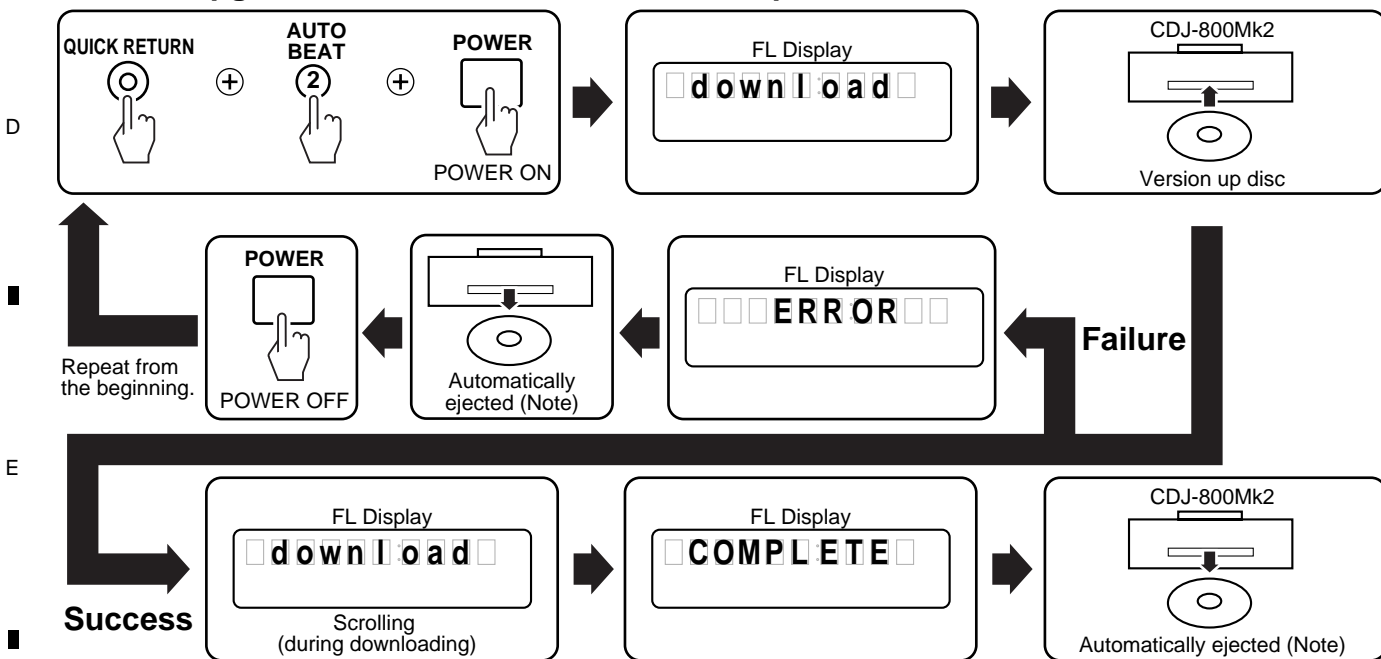 QUICK RETURN
AUTO
BEAT
2
POWER
POWER ON
FL Display
download
CDJ-800Mk2
Version up disc
D
POWER
POWER OFF
Repeat from
the beginning.
Automatically
ejected (Note)
FL Display
ERROR
Failure
E
Success
FL Display
download
Scrolling
(during downloading)
FL Display
COMPLETE
CDJ-800Mk2
Automatically ejected (Note)